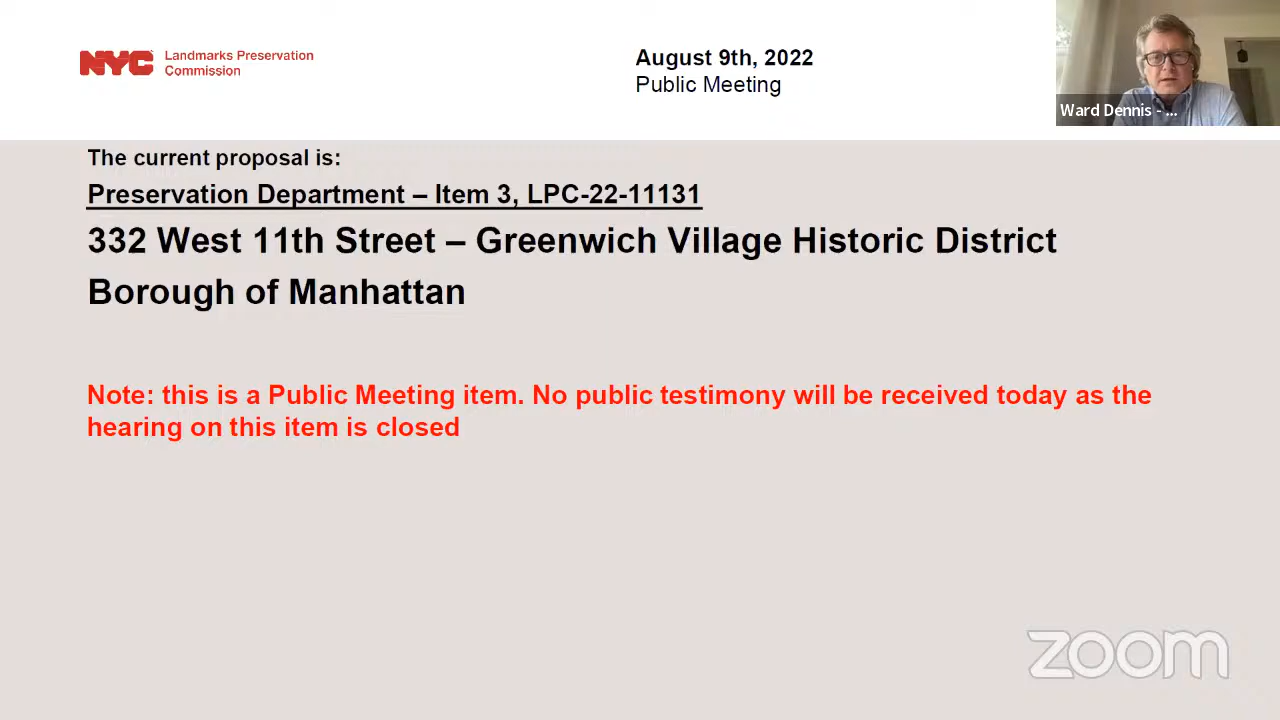 NYC
Landmarks Preservation
Commission
August 9th, 2022
Public Meeting
Ward Dennis - ...
The current proposal is:
Preservation Department – Item 3, LPC-22-11131
332 West 11th Street – Greenwich Village Historic District
Borough of Manhattan
Note: this is a Public Meeting item. No public testimony will be received today as the
hearing on this item is closed
zoom